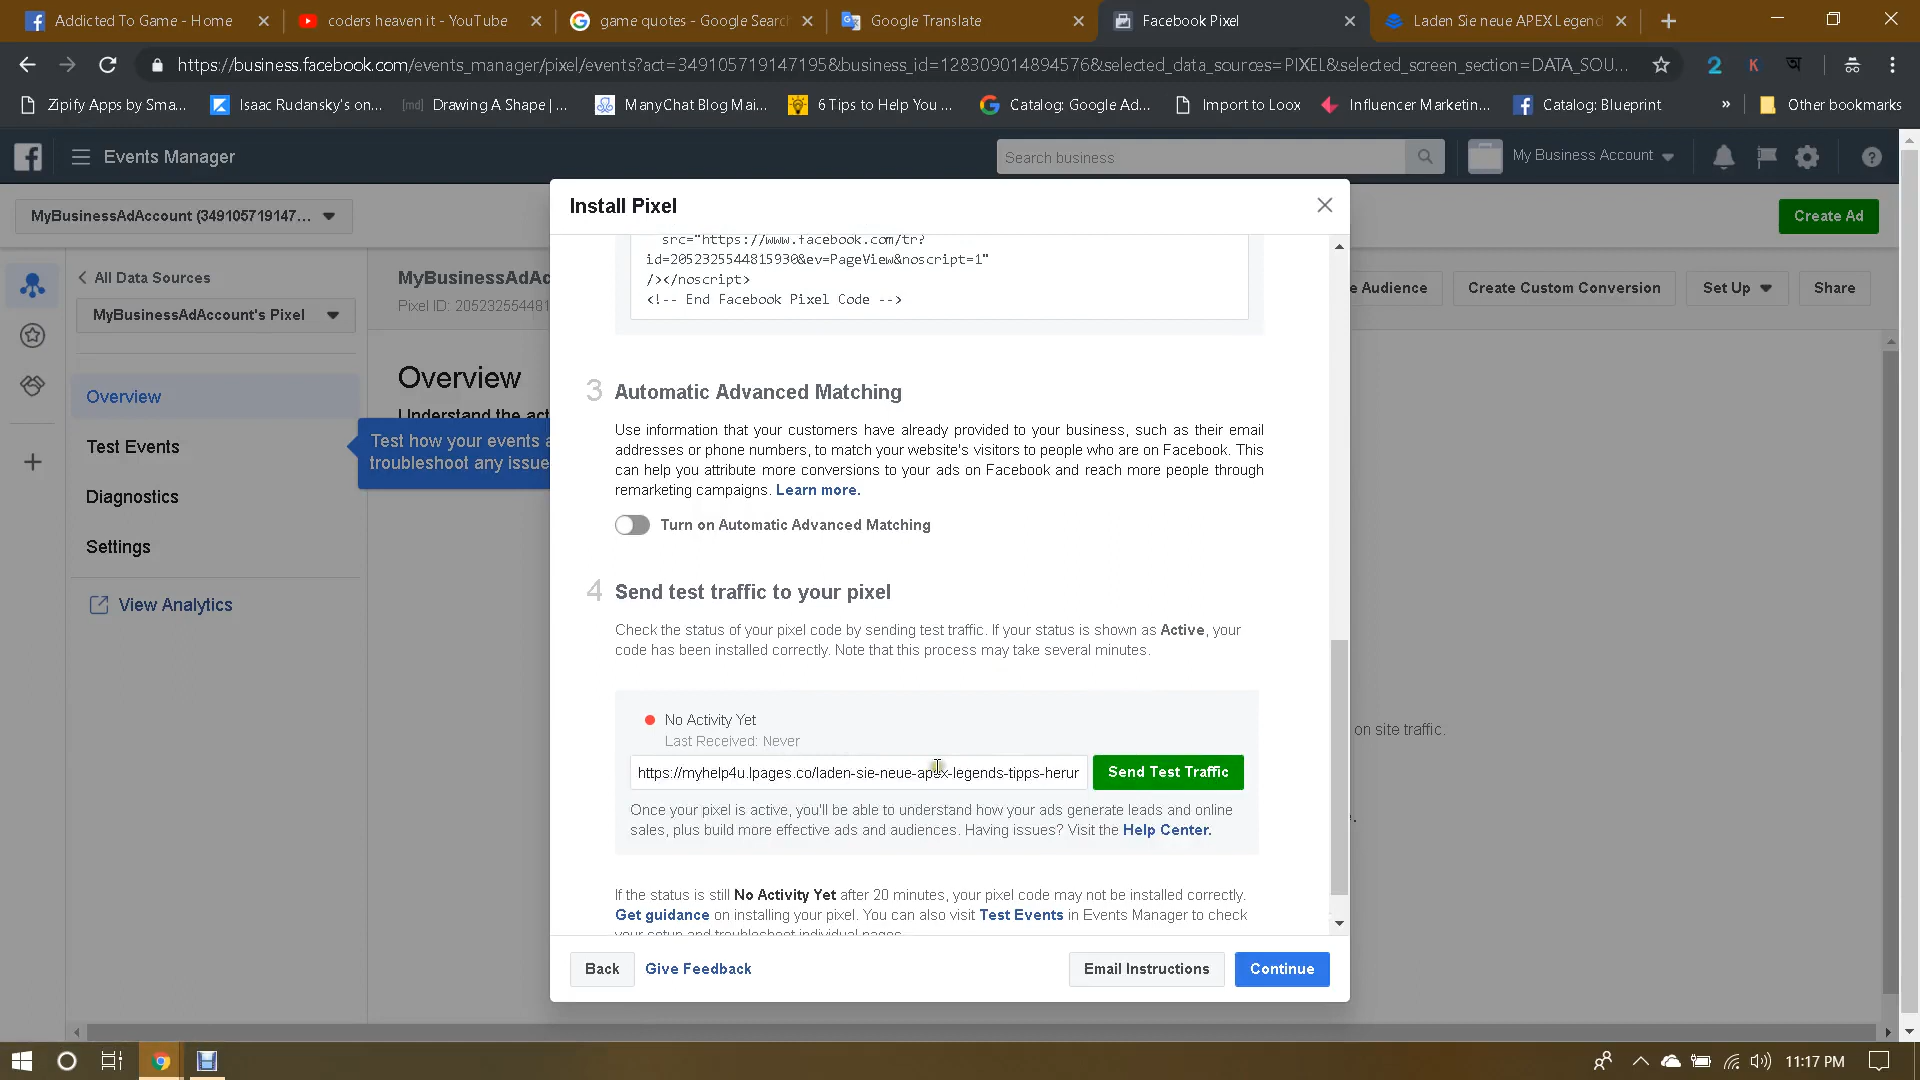 Addicted To Game - Home
coders heaven it - YouTube
game quotes - Google Search
Google Translate
Facebook Pixel
Laden Sie neue APEX Legend
https://business.facebook.com/events_manager/pixel/events?act=349105719147195&business_id=128309014894576&selected_data_sources=PIXEL&selected_screen_section=DATA_SOU...
Zipify Apps by Sma...
Isaac Rudansky's on...
[md] Drawing A Shape | ...
ManyChat Blog Mai...
6 Tips to Help You ...
Catalog: Google Ad...
Import to Loox
Influencer Marketin...
Catalog: Blueprint
»
Other bookmarks
Events Manager
Search business
My Business Account
MyBusinessAdAccount (34910571914 7...
Create Ad
All Data Sources
MyBusinessAdAccount's Pixel
MyBusinessAdAc
Pixel ID: 20523255481
e Audience
Create Custom Conversion
Set Up
Share
Overview
Test Events
Diagnostics
Settings
View Analytics
Overview
Understand the act
Test how your events a
troubleshoot any issue
on site traffic.
Install Pixel
src="https://www.facebook.com/tr?
id=2052325544815930&ev=PageView&noscript=1"
/></noscript>
<!-- End Facebook Pixel Code -->
3 Automatic Advanced Matching
Use information that your customers have already provided to your business, such as their email
addresses or phone numbers, to match your website's visitors to people who are on Facebook. This
can help you attribute more conversions to your ads on Facebook and reach more people through
remarketing campaigns. Learn more.
Turn on Automatic Advanced Matching
4 Send test traffic to your pixel
Check the status of your pixel code by sending test traffic. If your status is shown as Active, your
code has been installed correctly. Note that this process may take several minutes.
No Activity Yet
Last Received: Never
https://myhelp4u.lpages.co/laden-sie-neue-apex-legends-tipps-herur
Send Test Traffic
Once your pixel is active, you'll be able to understand how your ads generate leads and online
sales, plus build more effective ads and audiences. Having issues? Visit the Help Center.
If the status is still No Activity Yet after 20 minutes, your pixel code may not be installed correctly.
Get guidance on installing your pixel. You can also visit Test Events in Events Manager to check
your setup and troubleshoot individual pages.
Back
Give Feedback
Email Instructions
Continue
11:17 PM